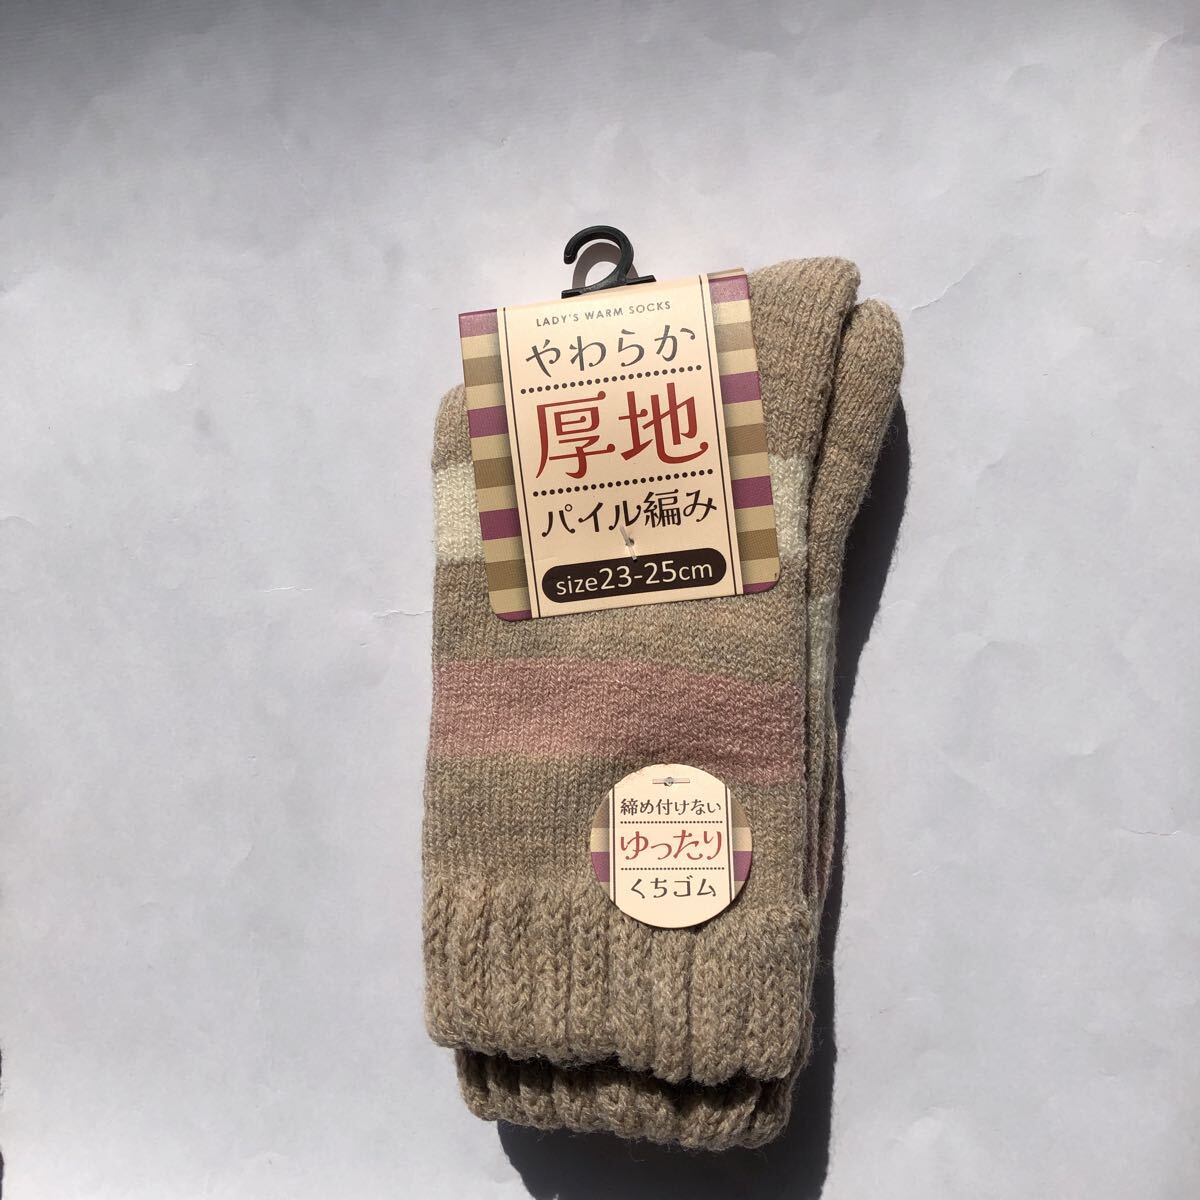 LADY'S WARM SOCKS
やわらか
厚地
パイル編み
size23-25cm
締め付けない
ゆったり
くちゴム